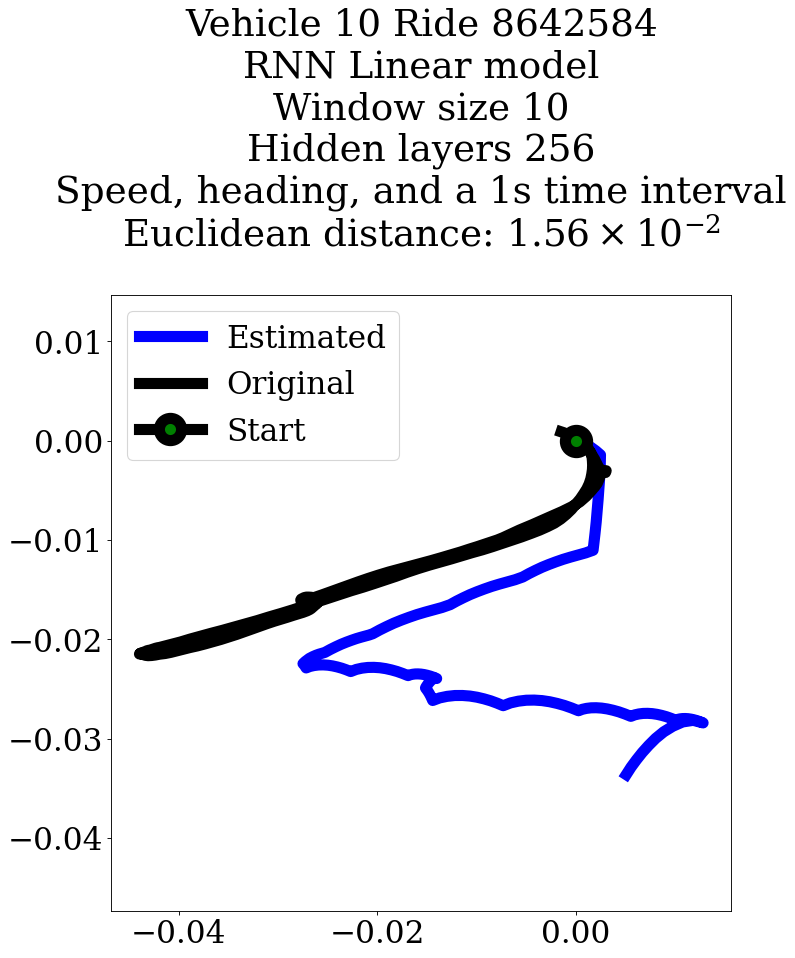 Vehicle 10 Ride 8642584
RNN Linear model
Window size 10
Hidden layers 256
Speed, heading, and a 1s time interval
Euclidean distance: 1.56 × 10⁻²
Estimated
Original
Start
0.01
0.00
−0.01
−0.02
−0.03
−0.04
−0.04 −0.02 0.00